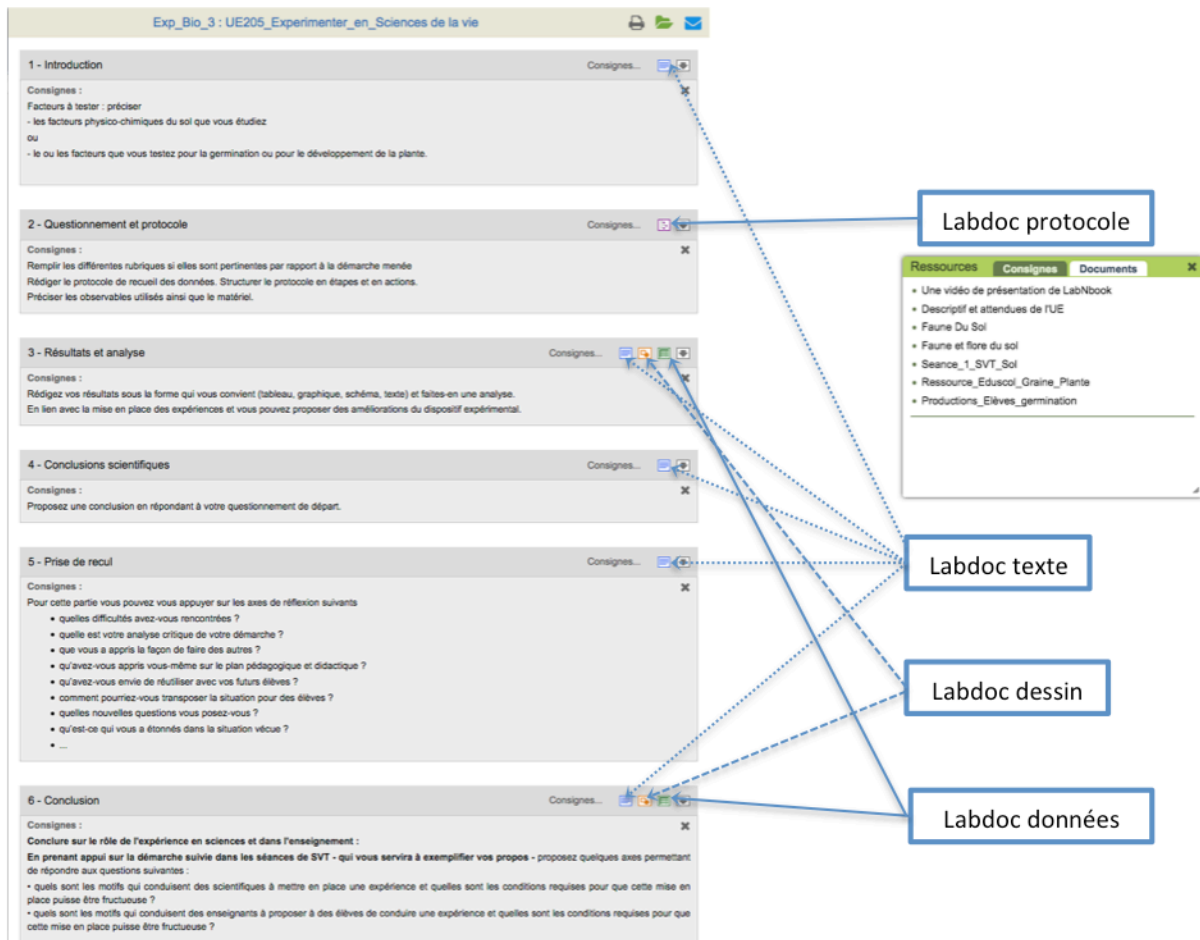 Exp_Bio_3 : UE205_Experimenter_en_Sciences de la vie
1 - Introduction
Consignes...
Consignes :
Facteurs à tester : préciser
- les facteurs physico-chimiques du sol que vous étudiez
ou
- le ou les facteurs que vous testez pour la germination ou pour le développement de la plante.
2 - Questionnement et protocole
Consignes...
Consignes :
Remplir les différentes rubriques si elles sont pertinentes par rapport à la démarche menée
Rédiger le protocole de recueil des données. Structurer le protocole en étapes et en actions.
Préciser les observables utilisés ainsi que le matériel.
3 - Résultats et analyse
Consignes...
Consignes :
Rédigez vos résultats sous la forme qui vous convient (tableau, graphique, schéma, texte) et faites-en une analyse.
En lien avec la mise en place des expériences et vous pouvez proposer des améliorations du dispositif expérimental.
4 - Conclusions scientifiques
Consignes...
Consignes :
Proposez une conclusion en répondant à votre questionnement de départ.
5 - Prise de recul
Consignes...
Consignes :
Pour cette partie vous pouvez vous appuyer sur les axes de réflexion suivants
• quelles difficultés avez-vous rencontrées ?
• quelle est votre analyse critique de votre démarche ?
• que vous a appris la façon de faire des autres ?
• qu'avez-vous appris vous-même sur le plan pédagogique et didactique ?
• qu'avez-vous envie de réutiliser avec vos futurs élèves ?
• comment pourriez-vous transposer la situation pour des élèves ?
• quelles nouvelles questions vous posez-vous ?
• qu'est-ce qui vous a étonnés dans la situation vécue ?
• ...
6 - Conclusion
Consignes...
Consignes :
Conclure sur le rôle de l'expérience en sciences et dans l'enseignement :
En prenant appui sur la démarche suivie dans les séances de SVT - qui vous servira à exemplifier vos propos - proposez quelques axes permettant
de répondre aux questions suivantes :
• quels sont les motifs qui conduisent des scientifiques à mettre en place une expérience et quelles sont les conditions requises pour que cette mise en
place puisse être fructueuse ?
• quels sont les motifs qui conduisent des enseignants à proposer à des élèves de conduire une expérience et quelles sont les conditions requises pour que
cette mise en place puisse être fructueuse ?
Labdoc protocole
Ressources Consignes Documents
• Une vidéo de présentation de LabNbook
• Descriptif et attendues de l'UE
• Faune Du Sol
• Faune et flore du sol
• Seance_1_SVT_Sol
• Ressource_Eduscol_Graine_Plante
• Productions_Elèves_germination
Labdoc texte
Labdoc dessin
Labdoc données